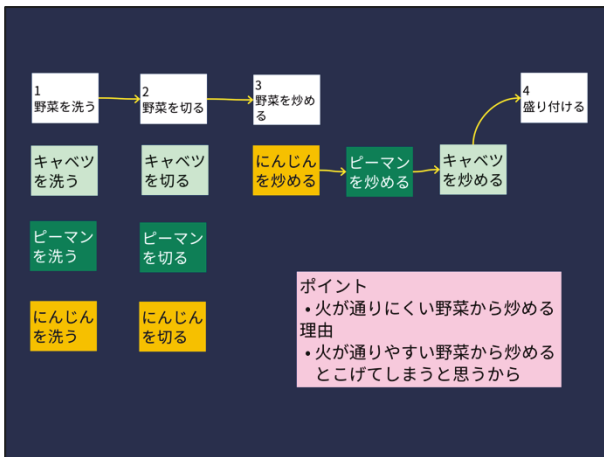 1
野菜を洗う
2
野菜を切る
3
野菜を炒め
る
4
盛り付ける
キャベツ
を洗う
キャベツ
を切る
にんじん
を炒める
ピーマン
を炒める
キャベツ
を炒める
ピーマン
を洗う
ピーマン
を切る
にんじん
を洗う
にんじん
を切る
ポイント
・火が通りにくい野菜から炒める
理由
・火が通りやすい野菜から炒める
とこげてしまうと思うから